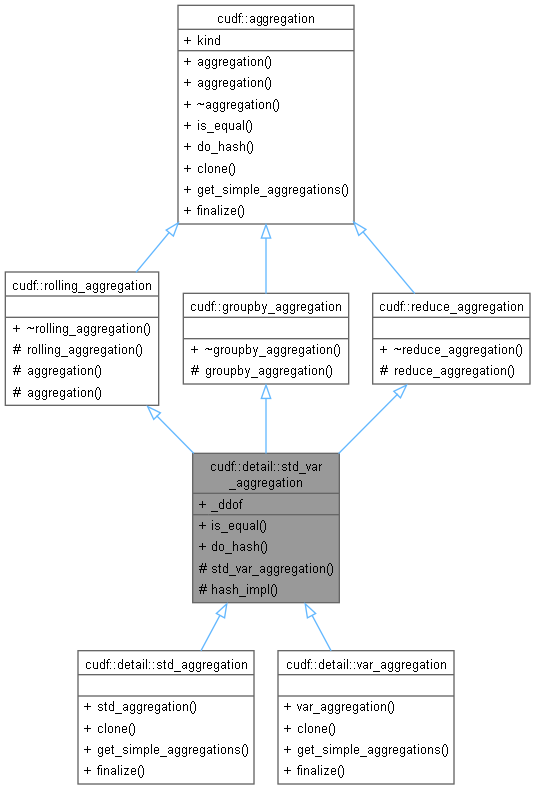 cudf::aggregation
+ kind
+ aggregation()
+ aggregation()
+ ~aggregation()
+ is_equal()
+ do_hash()
+ clone()
+ get_simple_aggregations()
+ finalize()
cudf::rolling_aggregation
+ ~rolling_aggregation()
# rolling_aggregation()
# aggregation()
# aggregation()
cudf::groupby_aggregation
+ ~groupby_aggregation()
# groupby_aggregation()
cudf::reduce_aggregation
+ ~reduce_aggregation()
# reduce_aggregation()
cudf::detail::std_var
_aggregation
+ _ddof
+ is_equal()
+ do_hash()
# std_var_aggregation()
# hash_impl()
cudf::detail::std_aggregation
+ std_aggregation()
+ clone()
+ get_simple_aggregations()
+ finalize()
cudf::detail::var_aggregation
+ var_aggregation()
+ clone()
+ get_simple_aggregations()
+ finalize()